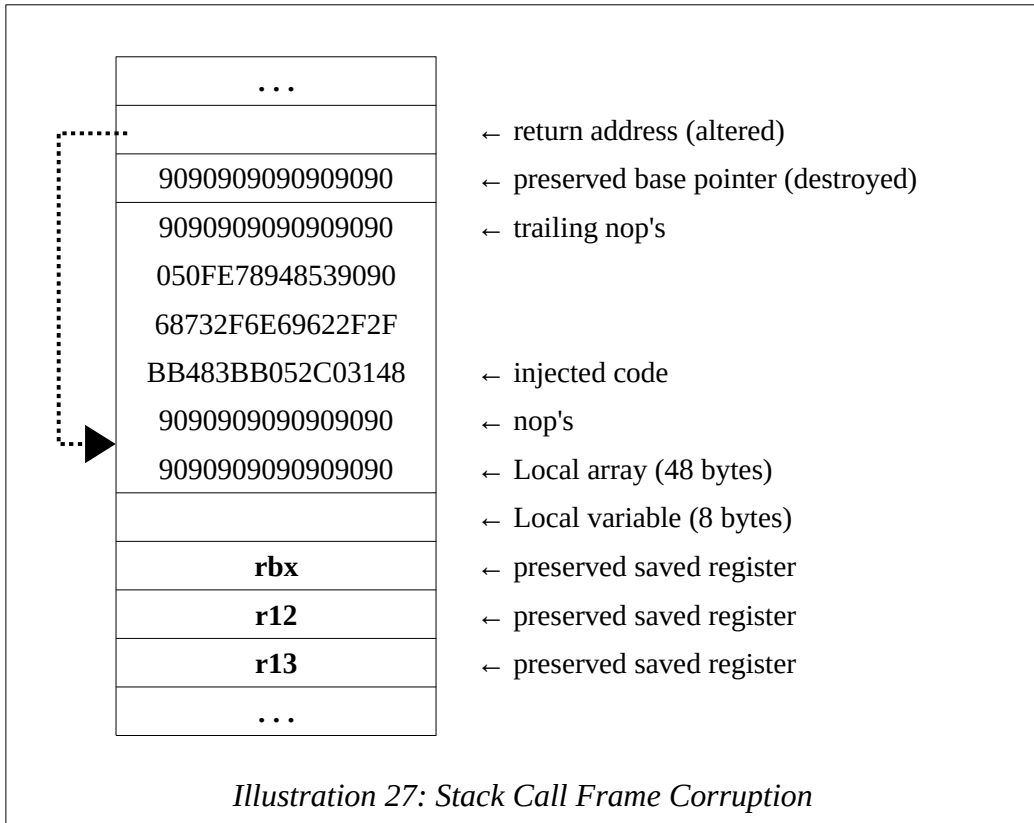 . . .
← return address (altered)
9090909090909090 ← preserved base pointer (destroyed)
9090909090909090 ← trailing nop's
050FE78948539090
68732F6E69622F2F
BB483BB052C03148 ← injected code
9090909090909090 ← nop's
9090909090909090 ← Local array (48 bytes)
← Local variable (8 bytes)
rbx ← preserved saved register
r12 ← preserved saved register
r13 ← preserved saved register
. . .
Illustration 27: Stack Call Frame Corruption